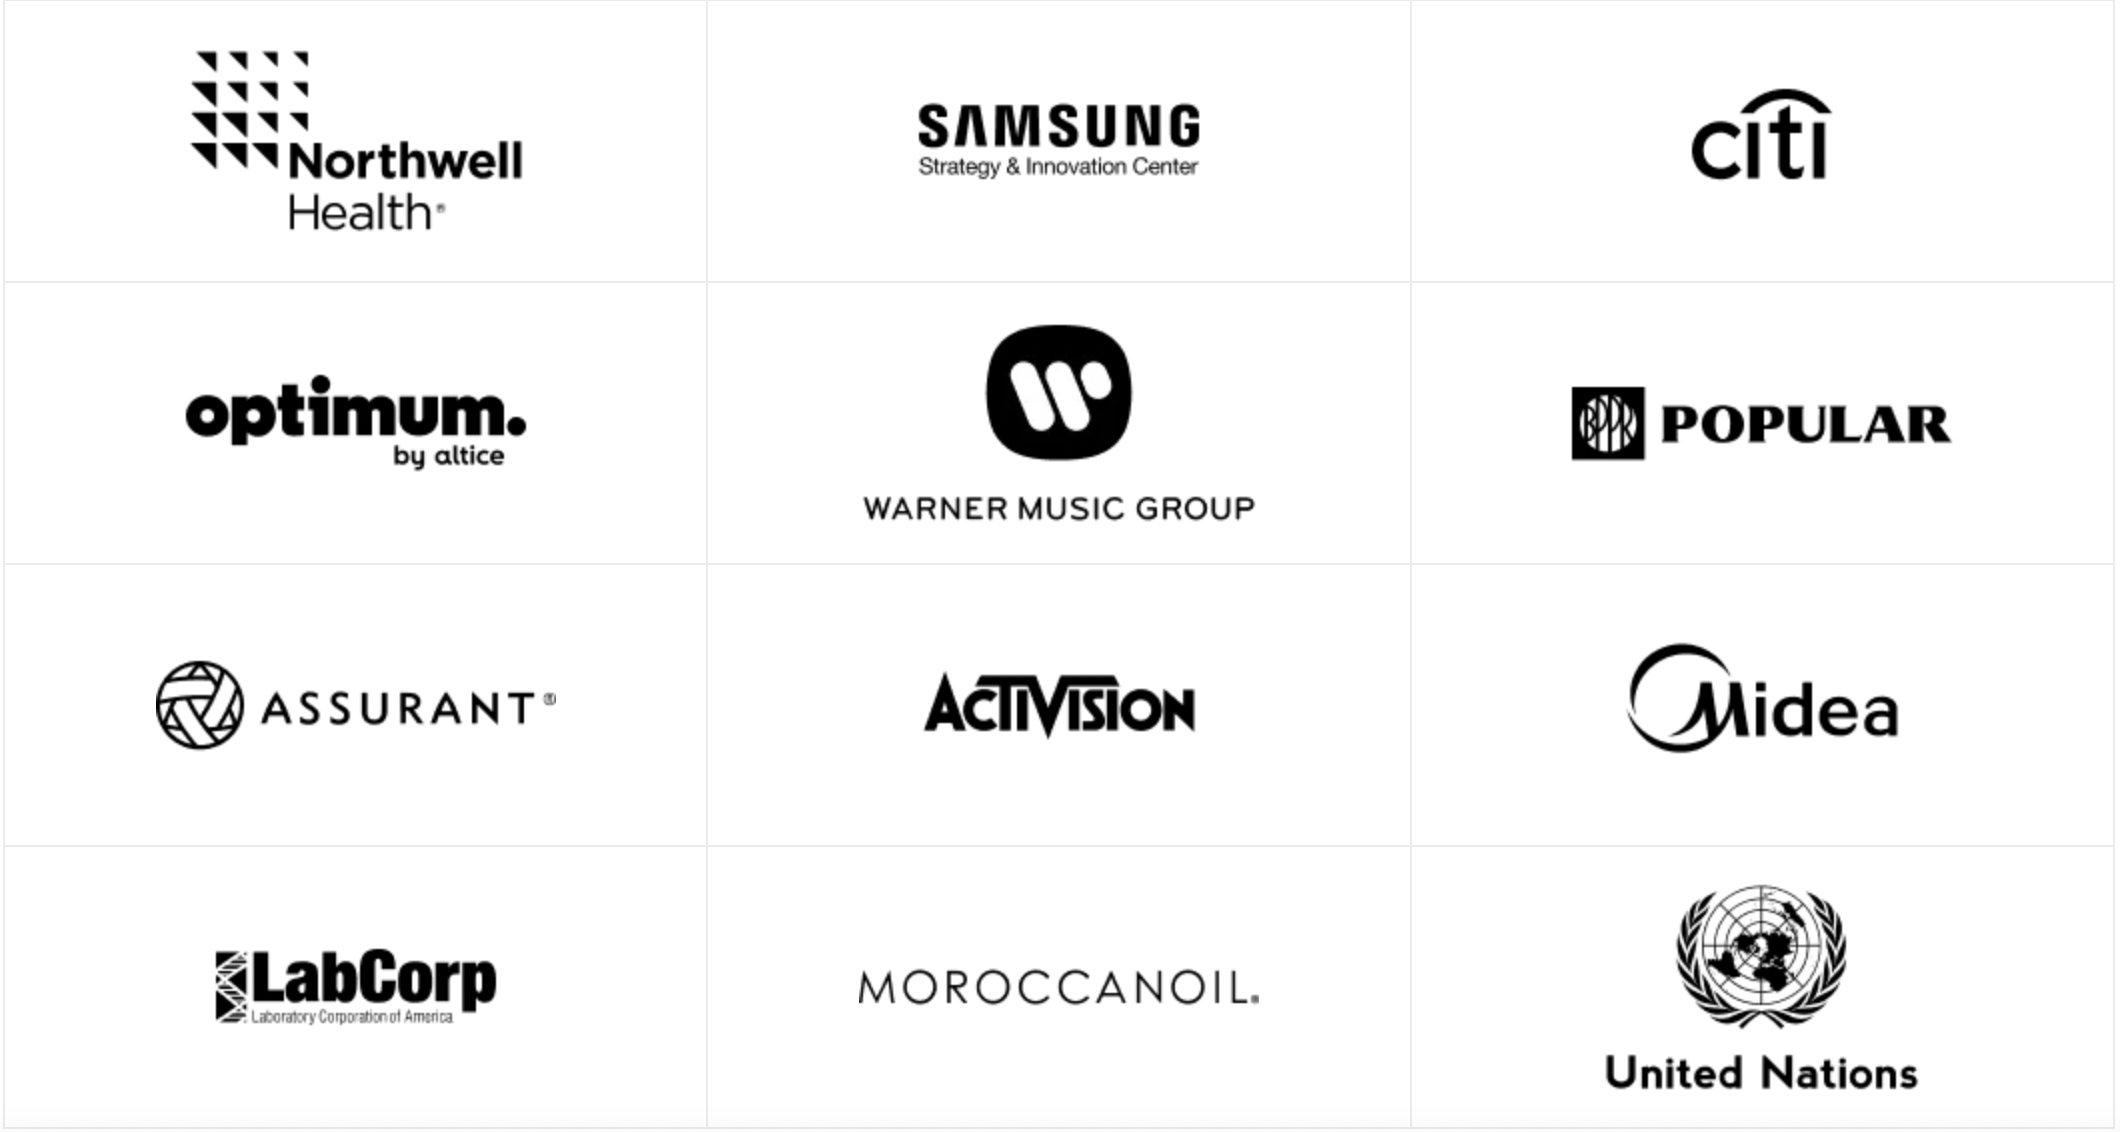 Northwell
Health®
SAMSUNG
Strategy & Innovation Center
citi
optimum.
by altice
WARNER MUSIC GROUP
BPPR
POPULAR
ASSURANT®
ACTIVISION
Midea
LabCorp
Laboratory Corporation of America
MOROCCANOIL®
United Nations